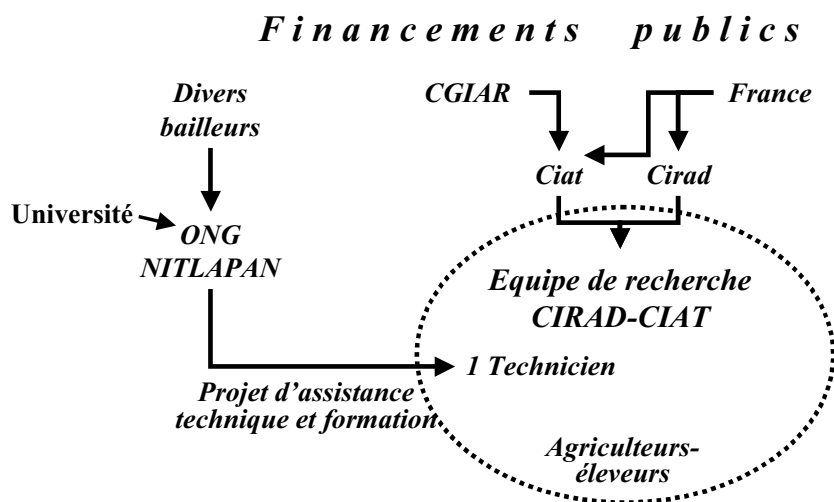 Financements publics
Divers
bailleurs
CGIAR
France
Ciat
Cirad
Université
ONG
NITLAPAN
Equipe de recherche
CIRAD-CIAT
1 Technicien
Projet d’assistance
technique et formation
Agriculteurs-
éleveurs